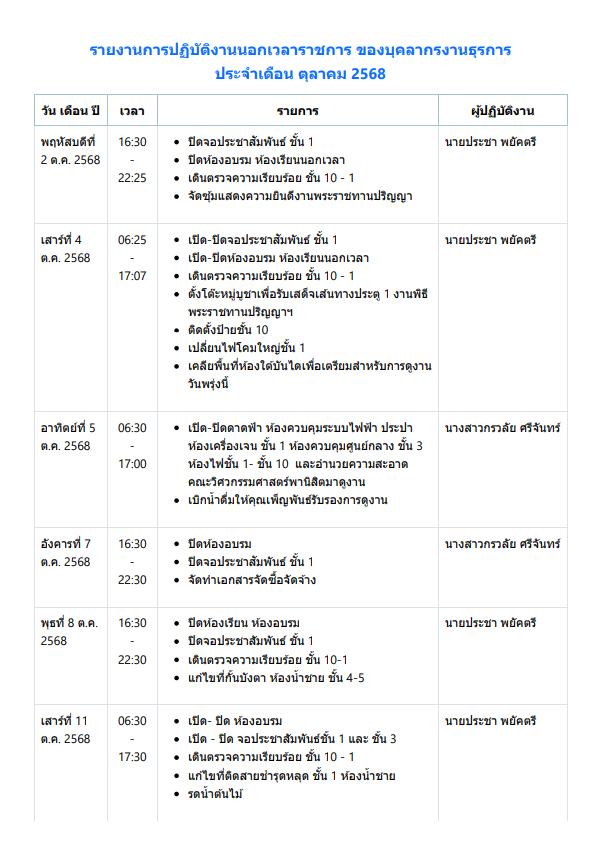 รายงานการปฏิบัติงานนอกเวลาราชการ ของบุคลากรงานธุรการ
ประจำเดือน ตุลาคม 2568
วัน เดือน ปี เวลา รายการ ผู้ปฏิบัติงาน
พฤหัสบดีที่ 16:30 • ปิดจอประชาสัมพันธ์ ชั้น 1 นายประชา พยัคตรี
2 ต.ค. 2568 - • ปิดห้องอบรม ห้องเรียนนอกเวลา
22:25 • เดินตรวจความเรียบร้อย ชั้น 10 - 1
• จัดซุ้มแสดงความยินดีงานพระราชทานปริญญา
เสาร์ที่ 4 06:25 • เปิด-ปิดจอประชาสัมพันธ์ ชั้น 1 นายประชา พยัคตรี
ต.ค. 2568 - • เปิด-ปิดห้องอบรม ห้องเรียนนอกเวลา
17:07 • เดินตรวจความเรียบร้อย ชั้น 10 - 1
• ตั้งโต๊ะหมู่บูชาเพื่อรับเสด็จเส้นทางประตู 1 งานพิธี
พระราชทานปริญญาฯ
• ติดตั้งป้ายชั้น 10
• เปลี่ยนไฟโคมใหญ่ชั้น 1
• เคลียพื้นที่ห้องใต้บันไดเพื่อเตรียมสำหรับการดูงาน
วันพรุ่งนี้
อาทิตย์ที่ 5 06:30 • เปิด-ปิดดาดฟ้า ห้องควบคุมระบบไฟฟ้า ประปา นางสาวกรวลัย ศรีจันทร์
ต.ค. 2568 - ห้องเครื่องเจน ชั้น 1 ห้องควบคุมศูนย์กลาง ชั้น 3
17:00 ห้องไฟชั้น 1- ชั้น 10 และอำนวยความสะอาด
คณะวิศวกรรมศาสตร์พานิสิตมาดูงาน
• เบิกน้ำดื่มให้คุณเพ็ญพันธ์รับรองการดูงาน
อังคารที่ 7 16:30 • ปิดห้องอบรม นางสาวกรวลัย ศรีจันทร์
ต.ค. 2568 - • ปิดจอประชาสัมพันธ์ ชั้น 1
22:30 • จัดทำเอกสารจัดซื้อจัดจ้าง
พุธที่ 8 ต.ค. 16:30 • ปิดห้องเรียน ห้องอบรม นายประชา พยัคตรี
2568 - • ปิดจอประชาสัมพันธ์ ชั้น 1
22:30 • เดินตรวจความเรียบร้อย ชั้น 10-1
• แก้ไขที่กั้นบังตา ห้องน้ำชาย ชั้น 4-5
เสาร์ที่ 11 06:30 • เปิด- ปิด ห้องอบรม นายประชา พยัคตรี
ต.ค. 2568 - • เปิด - ปิด จอประชาสัมพันธ์ชั้น 1 และ ชั้น 3
17:30 • เดินตรวจความเรียบร้อย ชั้น 10 - 1
• แก้ไขที่ติดสายชำรุดหลุด ชั้น 1 ห้องน้ำชาย
• รดน้ำต้นไม้